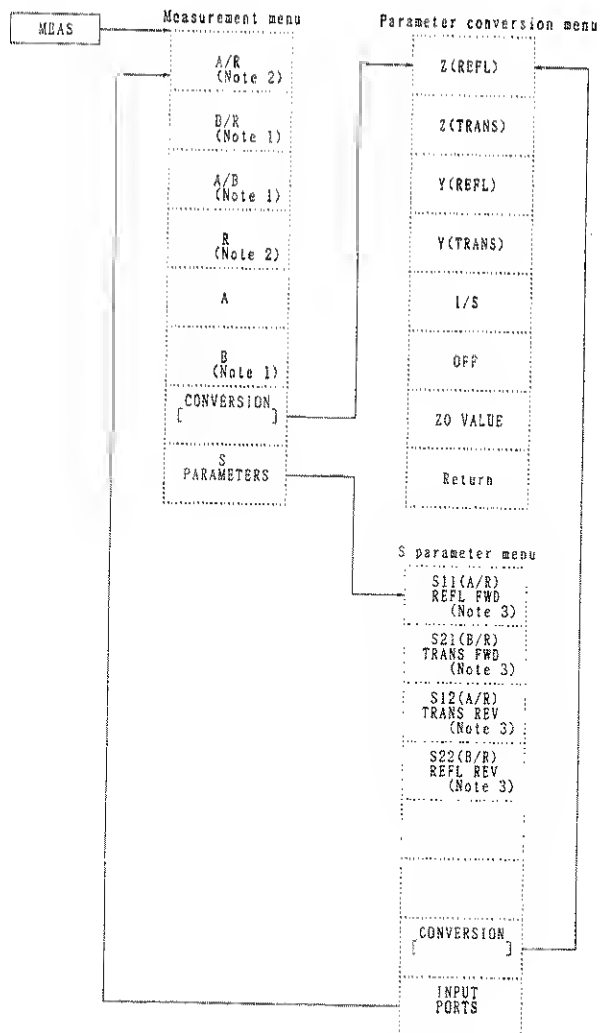 MEAS
Measurement menu
A/R
(Note 2)
B/R
(Note 1)
A/B
(Note 1)
R
(Note 2)
A
B
(Note 1)
[CONVERSION]
S
PARAMETERS
Parameter conversion menu
Z(REFL)
Z(TRANS)
Y(REFL)
Y(TRANS)
1/S
OFF
Z0 VALUE
Return
S parameter menu
S11(A/R)
REFL FWD
(Note 3)
S21(B/R)
TRANS FWD
(Note 3)
S12(A/R)
TRANS REV
(Note 3)
S22(B/R)
REFL REV
(Note 3)
[CONVERSION]
INPUT
PORTS